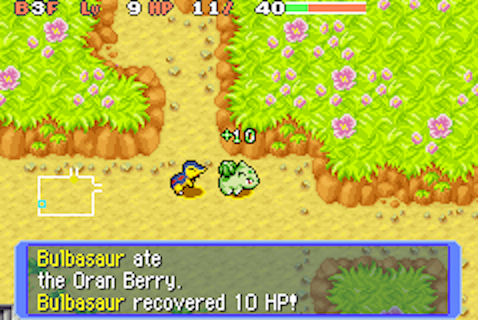 B3F Lv 9 HP 11/ 40
+10
Bulbasaur ate
the Oran Berry.
Bulbasaur recovered 10 HP!